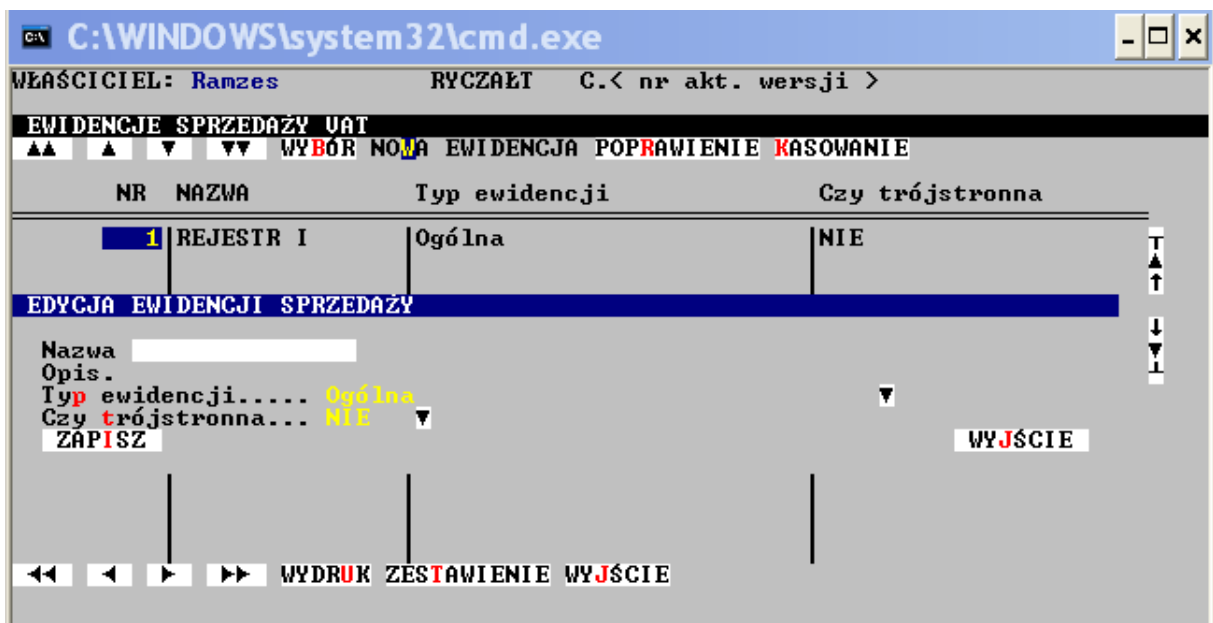 C:\WINDOWS\system32\cmd.exe
WŁAŚCICIEL: Ramzes RYCZAŁT C.< nr akt. wersji >
EWIDENCJE SPRZEDAŻY VAT
WYBÓR NOWA EWIDENCJA POPRAWIENIE KASOWANIE
NR NAZWA Typ ewidencji Czy trójstronna
1 REJESTR I Ogólna NIE
EDYCJA EWIDENCJI SPRZEDAŻY
Nazwa
Opis.
Typ ewidencji..... Ogólna
Czy trójstronna... NIE
ZAPISZ WYJŚCIE
WYDRUK ZESTAWIENIE WYJŚCIE